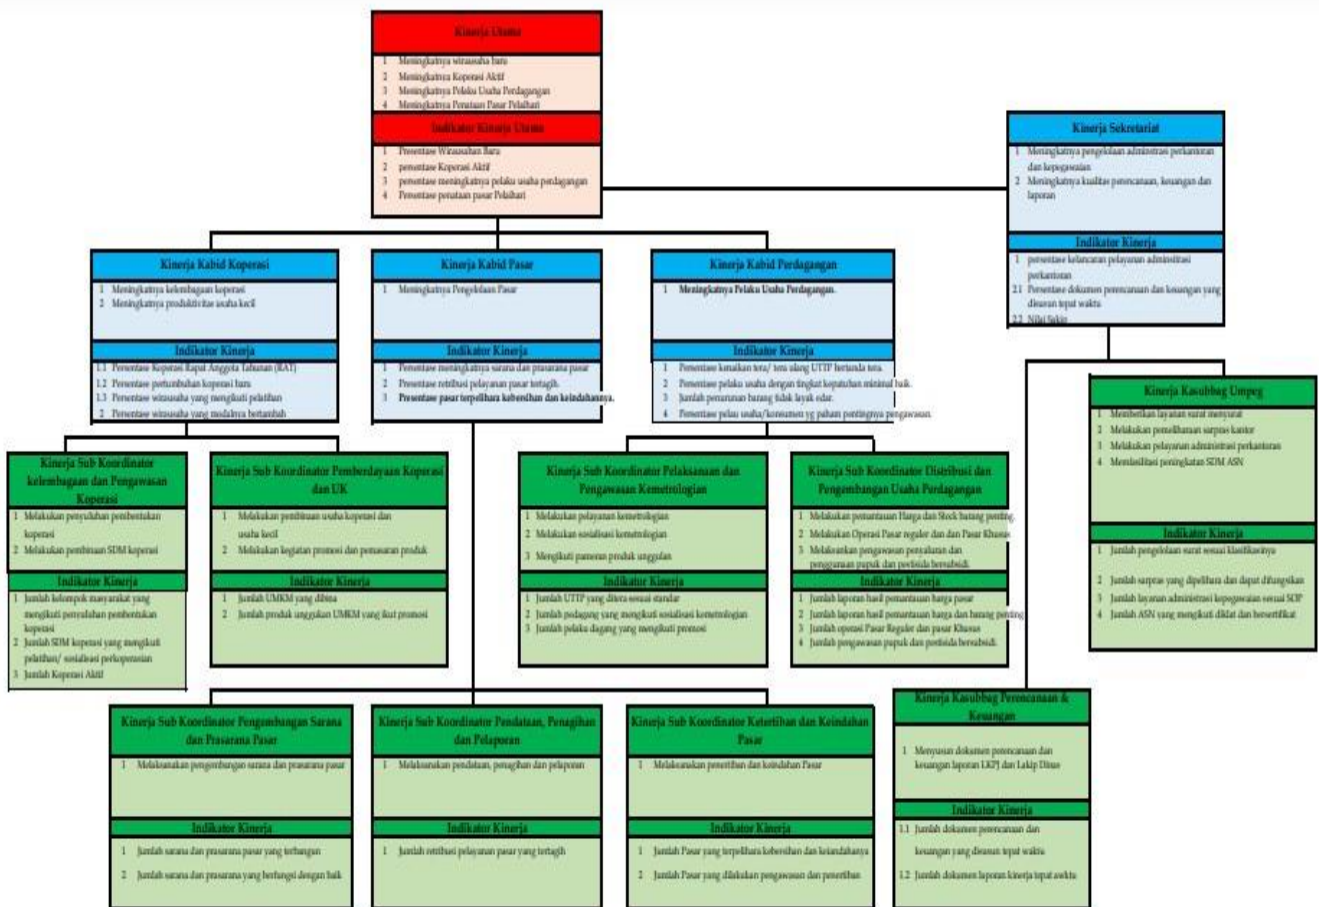 Kinerja Utama
1 Meningkatnya wirausaha baru
2 Meningkatnya Koperasi Aktif
3 Meningkatnya Pelaku Usaha Perdagangan
4 Meningkatnya Penataan Pasar Pelaihari
Indikator Kinerja Utama
1 Presentase Wirausahan Baru
2 persentase Koperasi Aktif
3 persentase meningkatnya pelaku usaha perdagangan
4 Persentase penataan pasar Pelaihari
Kinerja Sekretariat
1 Meningkatnya pengelolaan adminstrasi perkantoran
dan kepegawaian
2 Meningkatnya kualitas perencanaan, keuangan dan
laporan
Indikator Kinerja
1 persentase kelancaran pelayanan adminsitrasi
perkantoran
2.1 Persentase dokumen perencanaan dan keuangan yang
disusun tepat waktu
2.2 Nilai Sakip
Kinerja Kabid Koperasi
1 Meningkatnya kelembagaan koperasi
2 Meningkatnya produktivitas usaha kecil
Indikator Kinerja
1.1 Persentase Koperasi Rapat Anggota Tahunan (RAT)
1.2 Persentase pertumbuhan koperasi baru
1.3 Persentase wirausaha yang mengikuti pelatihan
2 Persentase wirausaha yang modalnya bertambah
Kinerja Kabid Pasar
1 Meningkatnya Pengelolaan Pasar
Indikator Kinerja
1 Persentase meningkatnya sarana dan prasarana pasar
2 Persentase retribusi pelayanan pasar tertagih.
3 Presentase pasar terpelihara kebersihan dan keindahannya.
Kinerja Kabid Perdagangan
1 Meningkatnya Pelaku Usaha Perdagangan.
Indikator Kinerja
1 Persentase kenaikan tera/ tera ulang UTTP bertanda tera.
2 Persentase pelaku usaha dengan tingkat kepatuhan minimal baik.
3 Jumlah penurunan barang tidak layak edar.
4 Persentase pelau usaha/konsumen yg paham pentingnya pengawasan.
Kinerja Kasubbag Umpeg
1 Memberikan layanan surat menyurat
2 Melakukan pemeliharaan sarpras kantor
3 Melakukan pelayanan administrasi perkantoran
4 Memfasilitasi peningkatan SDM ASN
Indikator Kinerja
1 Jumlah pengelolaan surat sesuai klasifikasinya
2 Jumlah sarpras yang dipelihara dan dapat difungsikan
3 Jumlah layanan administrasi kepegawaian sesuai SOP
4 Jumlah ASN yang mengikuti diklat dan bersertifikat
Kinerja Sub Koordinator
kelembagaan dan Pengawasan
Koperasi
1 Melakukan penyuluhan pembentukan
koperasi
2 Melakukan pembinaan SDM koperasi
Indikator Kinerja
1 Jumlah kelompok masyarakat yang
mengikuti penyuluhan pembentukan
koperasi
2 Jumlah SDM koperasi yang mengikuti
pelatihan/ sosialisasi perkoperasian
3 Jumlah Koperasi Aktif
Kinerja Sub Koordinator Pemberdayaan Koperasi
dan UK
1 Melakukan pembinaan usaha koperasi dan
usaha kecil
2 Melakukan kegiatan promosi dan pemasaran produk
Indikator Kinerja
1 Jumlah UMKM yang dibina
2 Jumlah produk unggukan UMKM yang ikut promosi
Kinerja Sub Koordinator Pelaksanaan dan
Pengawasan Kemetrologian
1 Melakukan pelayanan kemetrologian
2 Melakukan sosialisasi kemetrologian
3 Mengikuti pameran produk unggulan
Indikator Kinerja
1 Jumlah UTTP yang ditera sesuai standar
2 Jumlah pedagang yang mengikuti sosialisasi kemetrologian
3 Jumlah pelaku dagang yang mengikuti promosi
Kinerja Sub Koordinator Distribusi dan
Pengembangan Usaha Perdagangan
1 Melakukan pemantauan Harga dan Stock barang penting.
2 Melakukan Operasi Pasar reguler dan dan Pasar Khusus
3 Melaksankan pengawasan penyaluran dan
penggunaan pupuk dan pestisida bersubsidi.
Indikator Kinerja
1 Jumlah laporan hasil pemantauan harga pasar
2 Jumlah laporan hasil pemantauan harga dan barang penting
3 Jumlah operasi Pasar Reguler dan pasar Khusus
4 Jumlah pengawasan pupuk dan pestisida bersubsidi.
Kinerja Sub Koordinator Pengembangan Sarana
dan Prasarana Pasar
1 Melaksanakan pengembangan sarana dan prasarana pasar
Indikator Kinerja
1 Jumlah sarana dan prasarana pasar yang terbangun
2 Jumlah sarana dan prasarana yang berfungsi dengan baik
Kinerja Sub Koordinator Pendataan, Penagihan
dan Pelaporan
1 Melaksanakan pendataan, penagihan dan pelaporan
Indikator Kinerja
1 Jumlah retribusi pelayanan pasar yang tertagih
Kinerja Sub Koordinator Ketertiban dan Keindahan
Pasar
1 Melaksanakan penertiban dan keindahan Pasar
Indikator Kinerja
1 Jumlah Pasar yang terpelihara kebersihan dan keiandahanya
2 Jumlah Pasar yang dilakukan pengawasan dan penertiban
Kinerja Kasubbag Perencanaan &
Keuangan
1 Menyusun dokumen perencanaan dan
keuangan laporan LKPJ dan Lakip Dinas
Indikator Kinerja
1.1 Jumlah dokumen perencanaan dan
keuangan yang disusun tepat waktu
1.2 Jumlah dokumen laporan kinerja tepat awktu